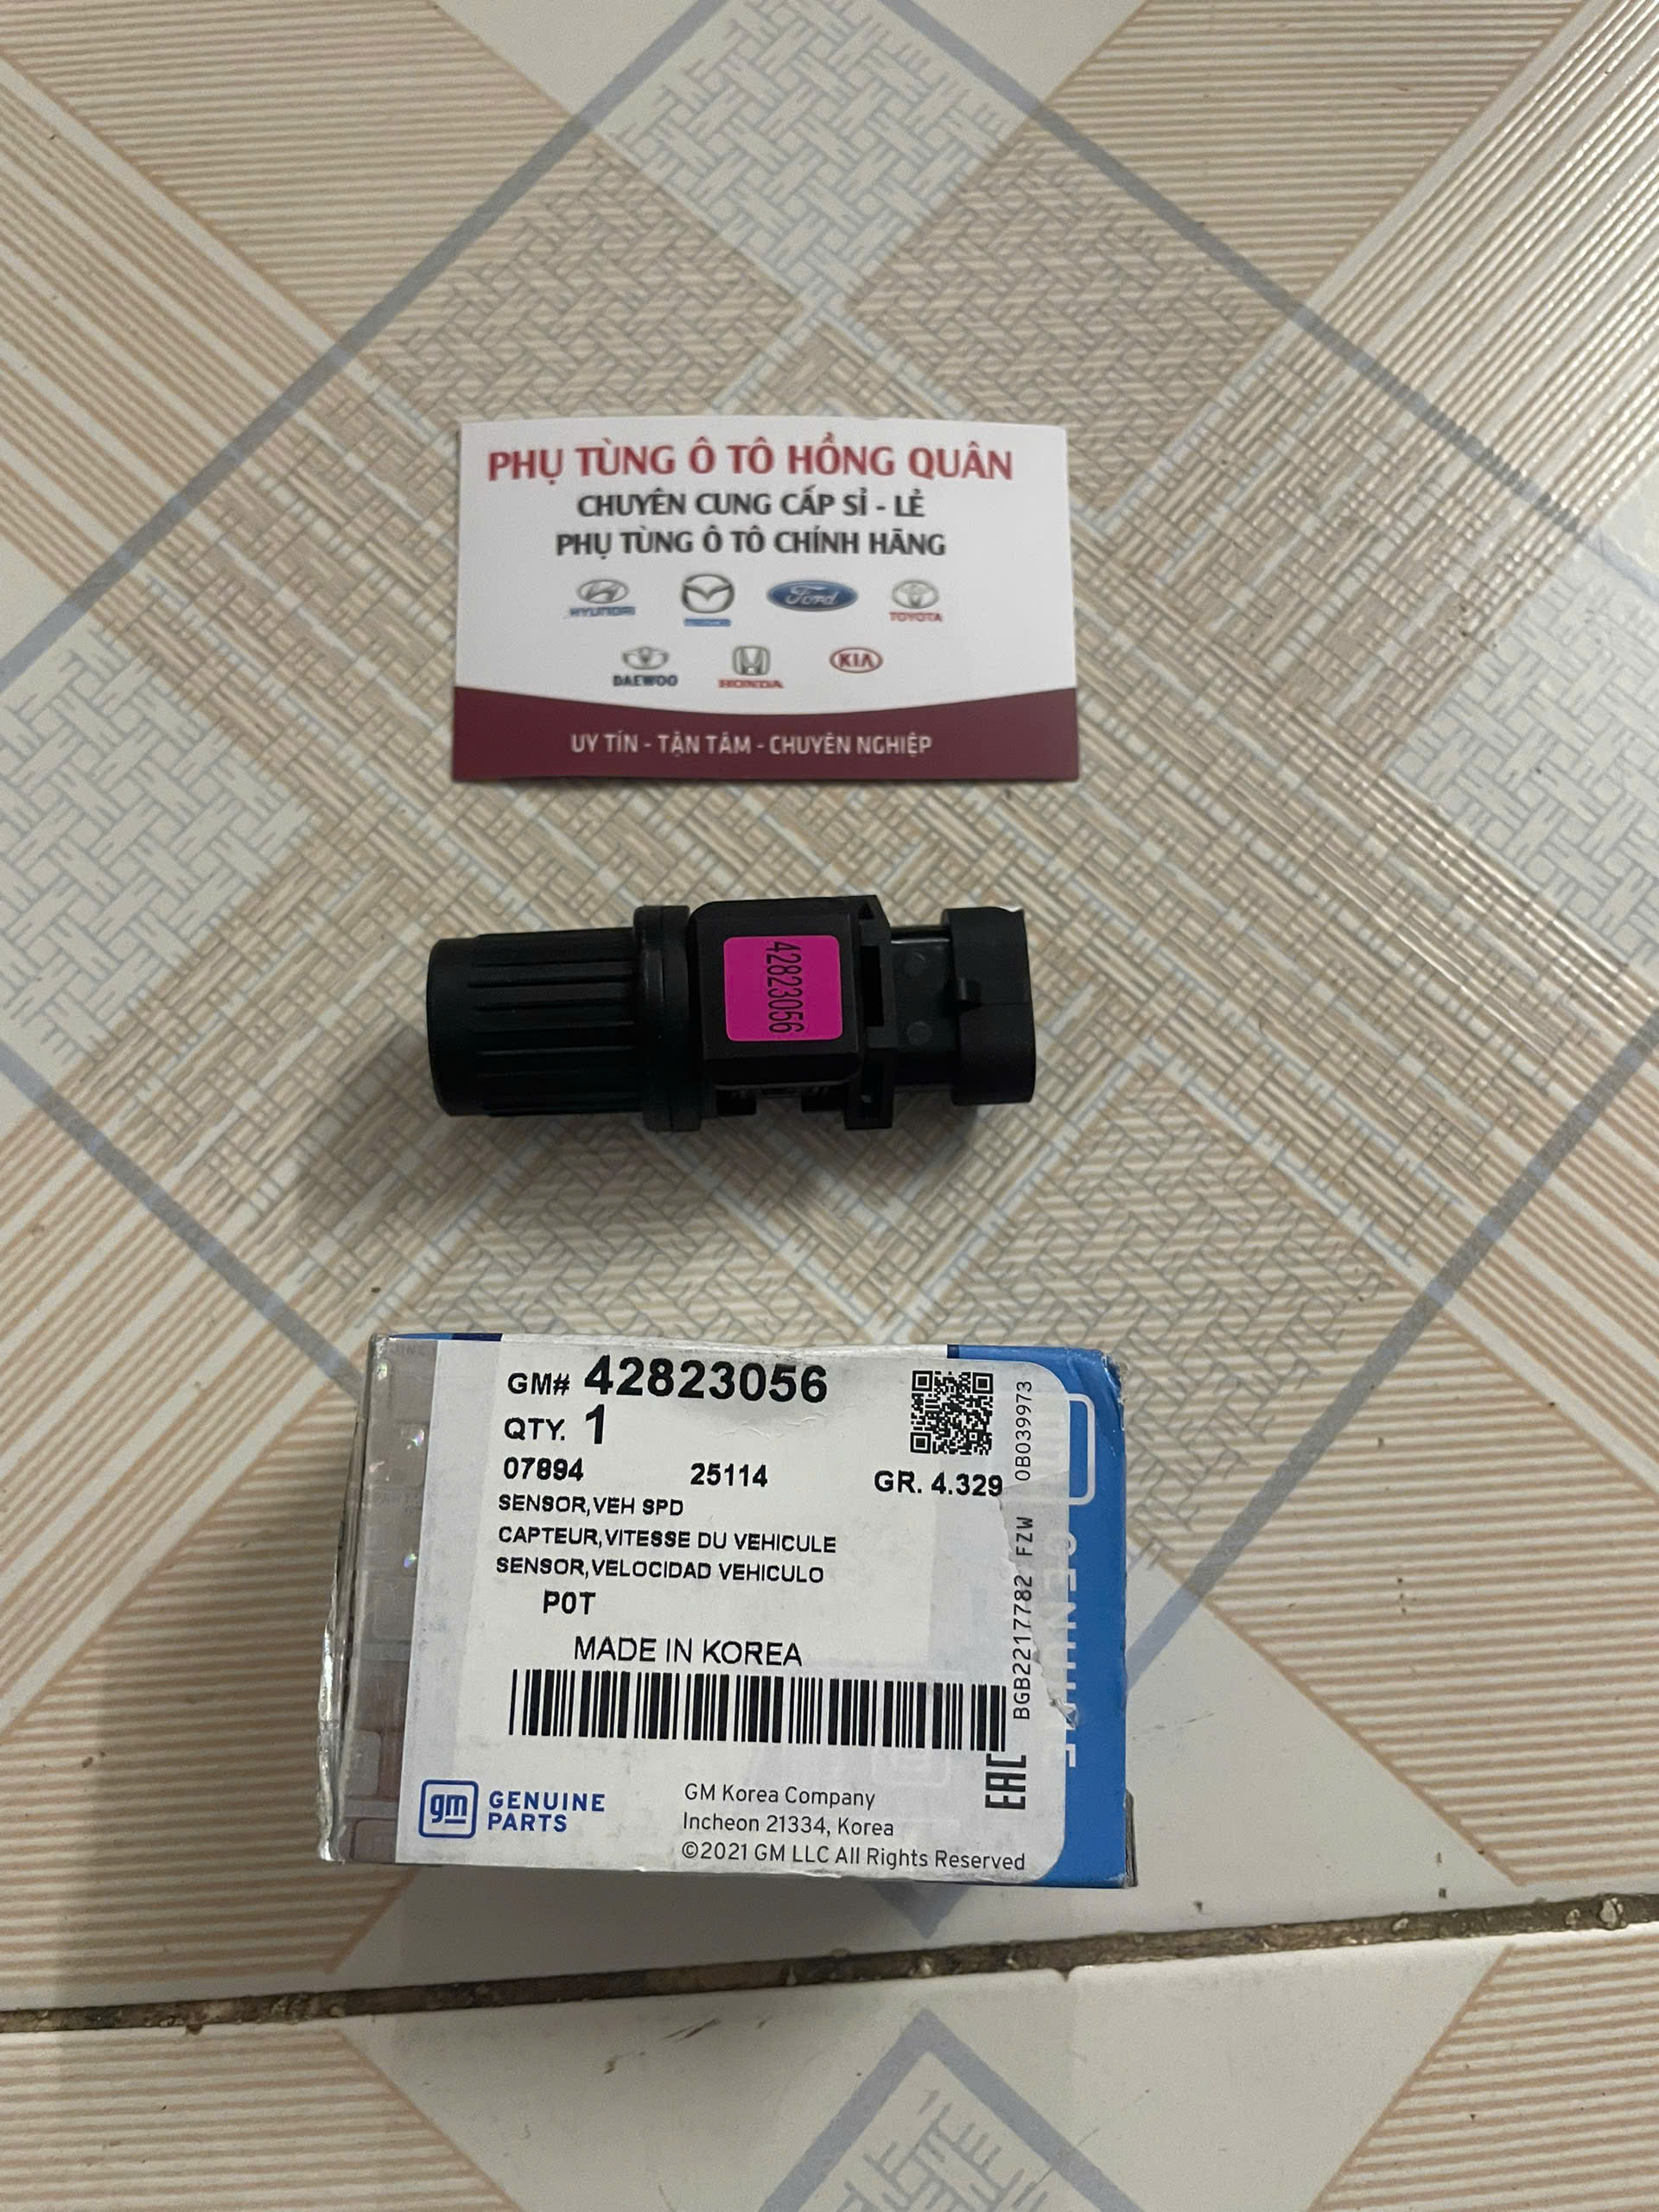 PHỤ TÙNG Ô TÔ HỒNG QUÂN
CHUYÊN CUNG CẤP SỈ - LẺ
PHỤ TÙNG Ô TÔ CHÍNH HÃNG
HYUNDAI
Ford
TOYOTA
DAEWOO
HONDA
KIA
UY TÍN - TẬN TÂM - CHUYÊN NGHIỆP
42823056
GM# 42823056
QTY. 1
07894 25114 GR. 4.329
SENSOR,VEH SPD
CAPTEUR,VITESSE DU VEHICULE
SENSOR,VELOCIDAD VEHICULO
P0T
MADE IN KOREA
BGB2217782 FZW 0B039973
EAC
gm GENUINE
PARTS
GM Korea Company
Incheon 21334, Korea
©2021 GM LLC All Rights Reserved
GENUINE